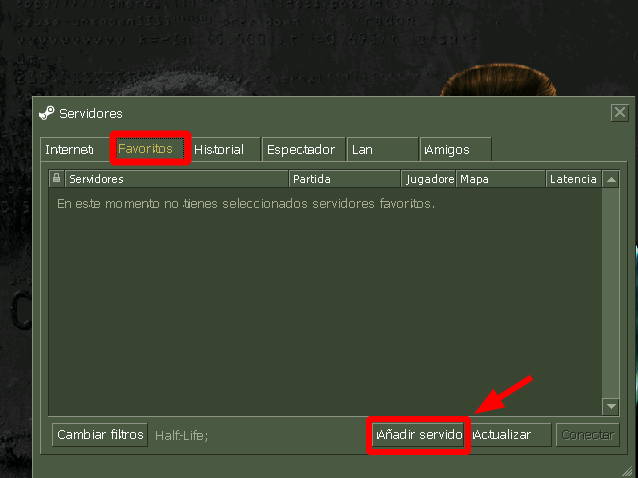 Servidores
Internet Favoritos Historial Espectador Lan Amigos
Servidores Partida Jugadore Mapa Latencia
En este momento no tienes seleccionados servidores favoritos.
Cambiar filtros Half-Life; Añadir servido Actualizar Conectar